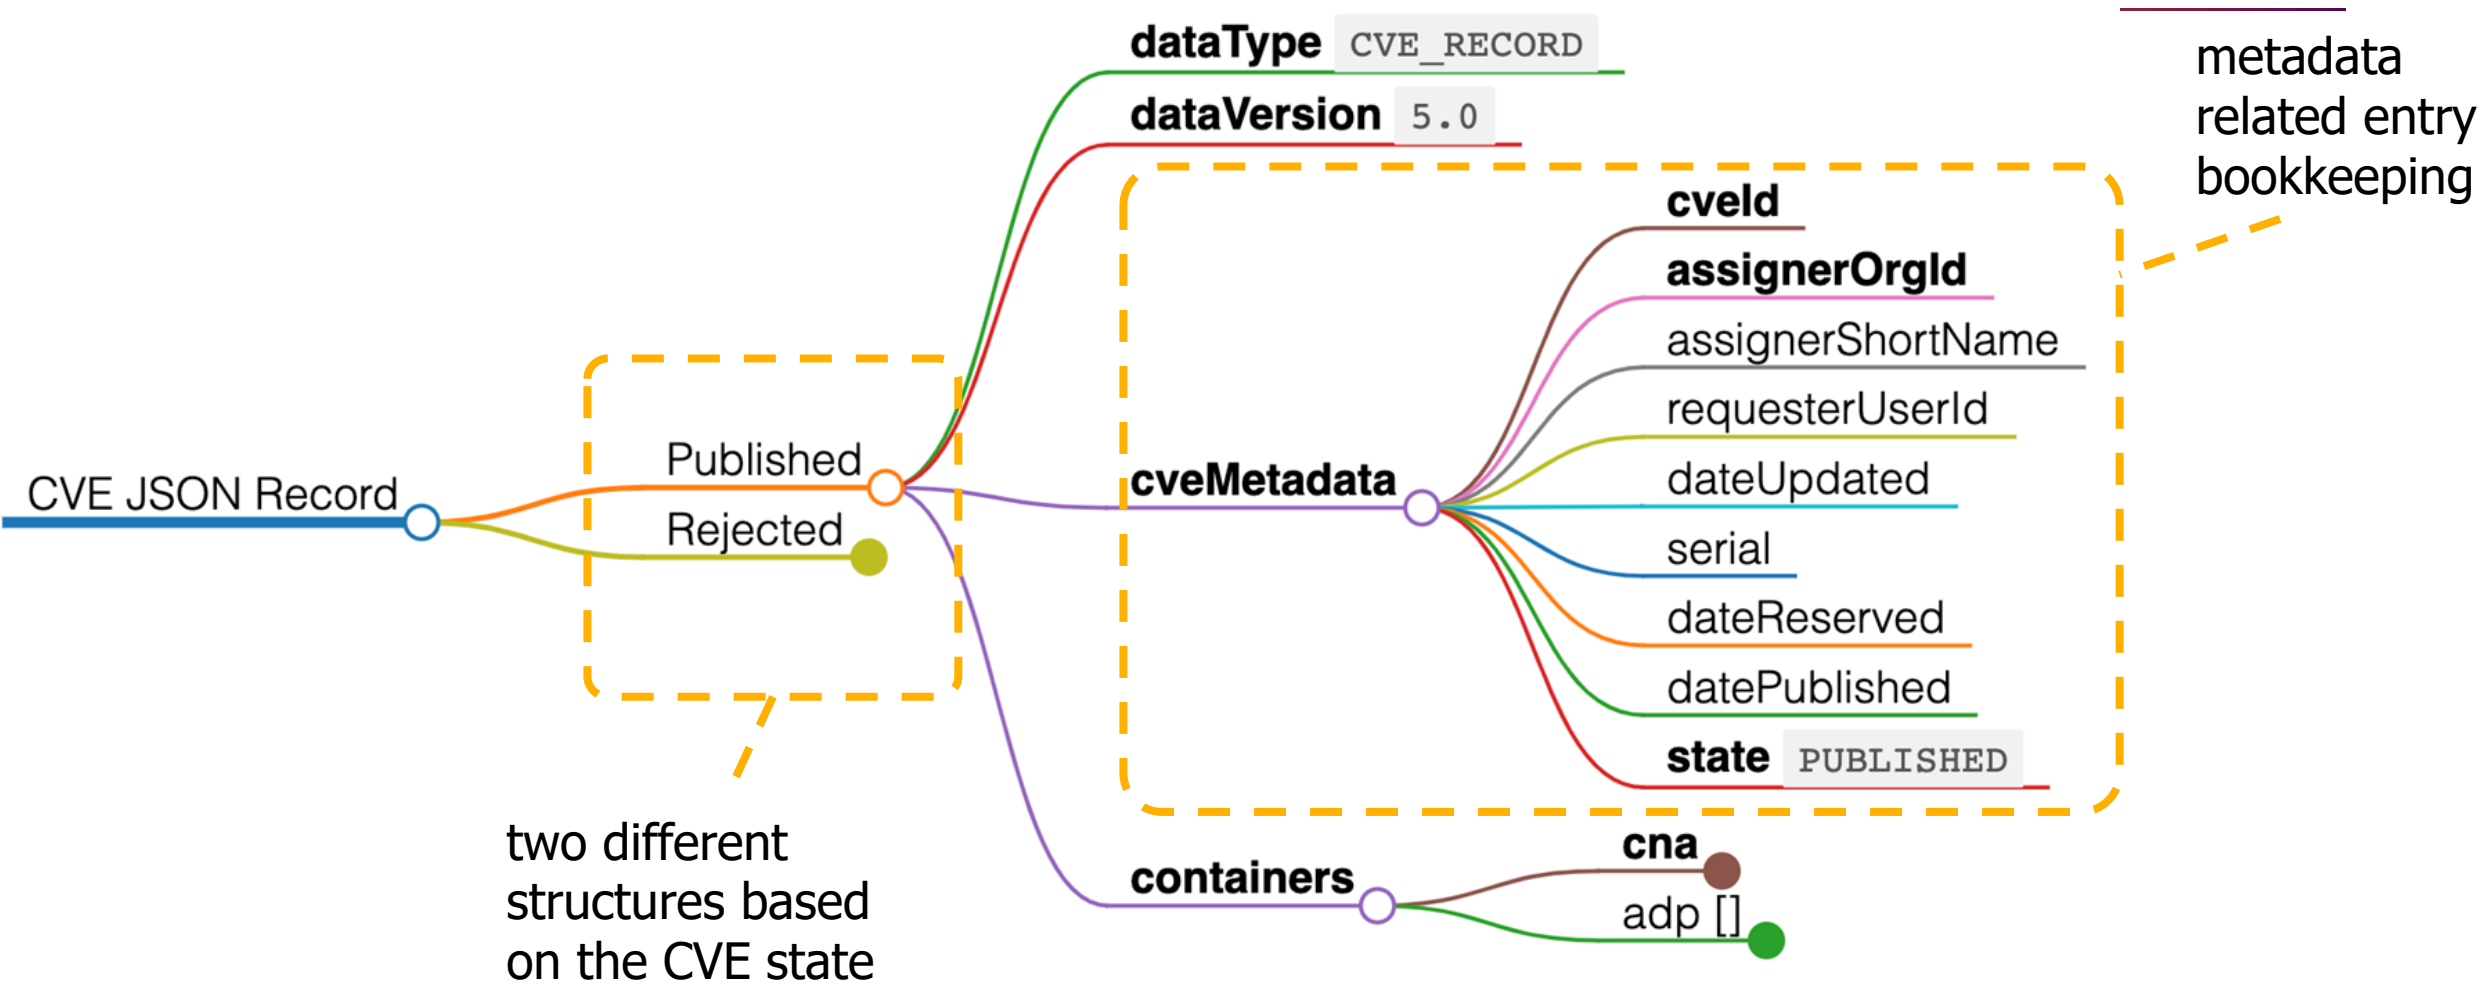 dataType CVE_RECORD
dataVersion 5.0
metadata
related entry
bookkeeping
cveId
assignerOrgId
assignerShortName
requesterUserId
dateUpdated
serial
dateReserved
datePublished
state PUBLISHED
cveMetadata
CVE JSON Record
Published
Rejected
two different
structures based
on the CVE state
containers
cna
adp []